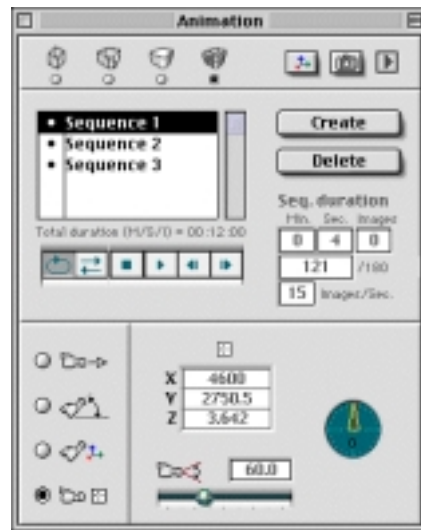 Animation
Sequence 1
Sequence 2
Sequence 3
Create
Delete
Seq. duration
Min. Sec. Images
0 4 0
Total duration (M/S/I) = 00:12:00
121 /180
15 Images/Sec.
X 4600
Y 2750.5
Z 3.642
60.0
0